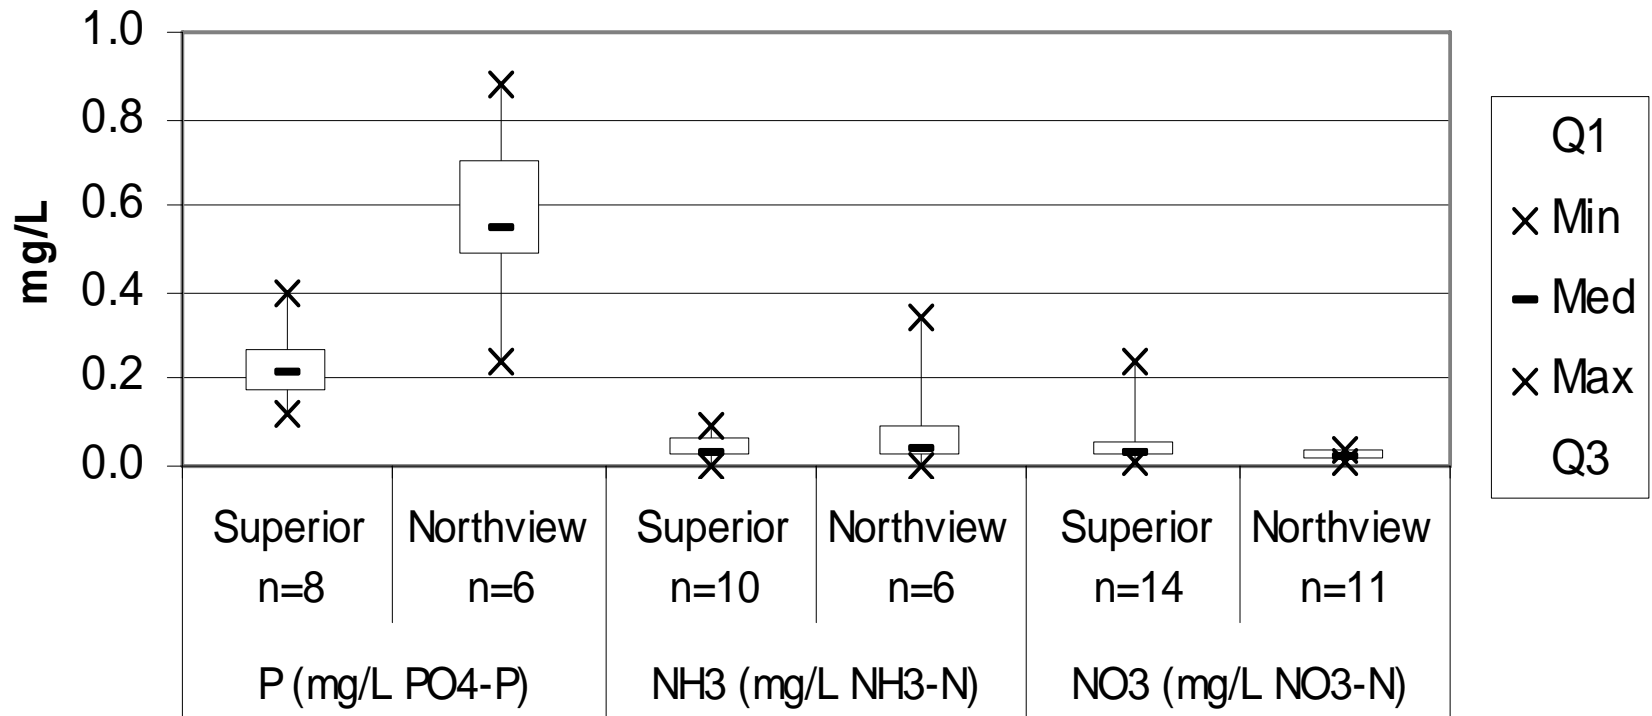 1.0
0.8
0.6
0.4
0.2
0.0
mg/L
Superior Northview Superior Northview Superior Northview
n=8 n=6 n=10 n=6 n=14 n=11
P (mg/L PO4-P) NH3 (mg/L NH3-N) NO3 (mg/L NO3-N)
Q1
Min
Med
Max
Q3